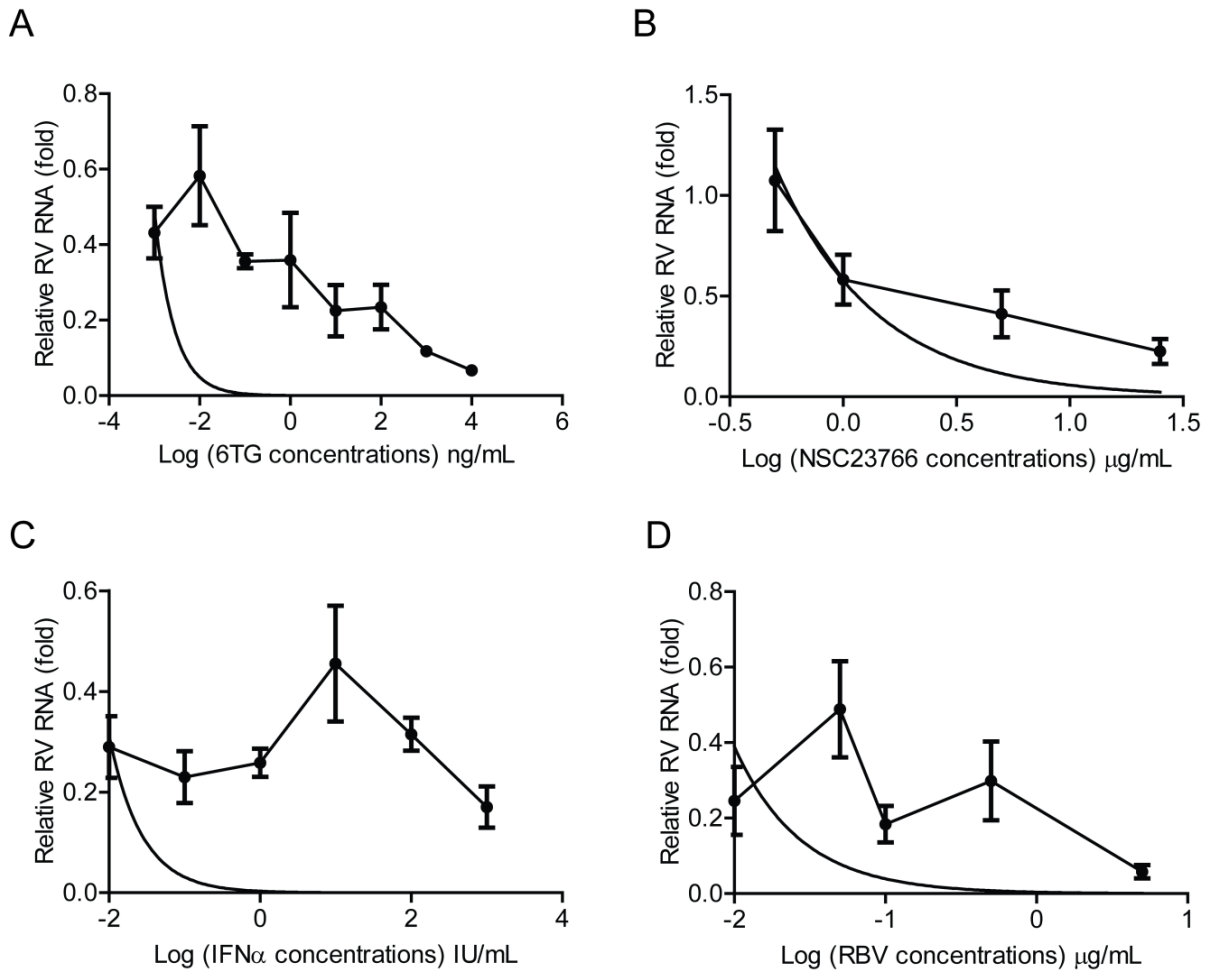 A
Relative RV RNA (fold)
0.8
0.6
0.4
0.2
0.0
-4 -2 0 2 4 6
Log (6TG concentrations) ng/mL
B
Relative RV RNA (fold)
1.5
1.0
0.5
0.0
-0.5 0.0 0.5 1.0 1.5
Log (NSC23766 concentrations) μg/mL
C
Relative RV RNA (fold)
0.6
0.4
0.2
0.0
-2 0 2 4
Log (IFNα concentrations) IU/mL
D
Relative RV RNA (fold)
0.8
0.6
0.4
0.2
0.0
-2 -1 0 1
Log (RBV concentrations) μg/mL